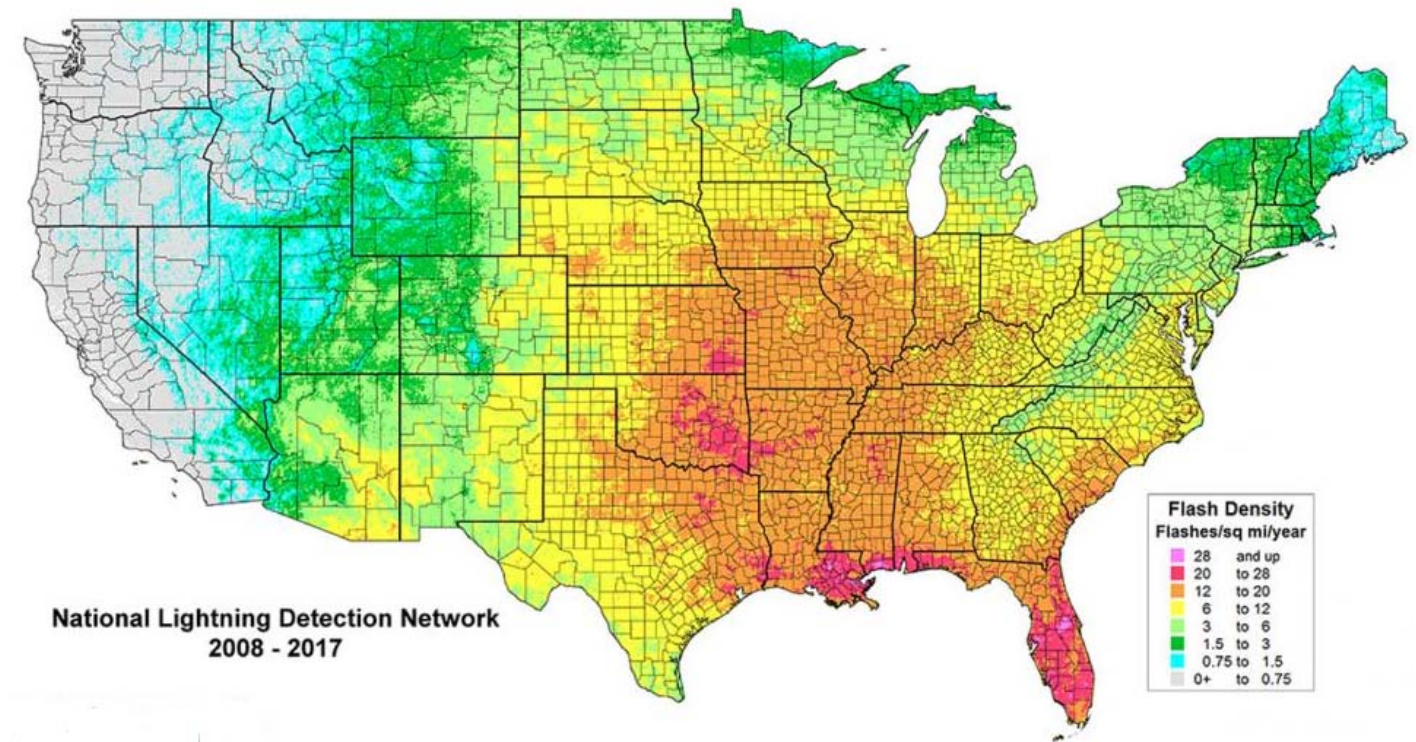 National Lightning Detection Network
2008 - 2017
Flash Density
Flashes/sq mi/year
28 and up
20 to 28
12 to 20
6 to 12
3 to 6
1.5 to 3
0.75 to 1.5
0+ to 0.75